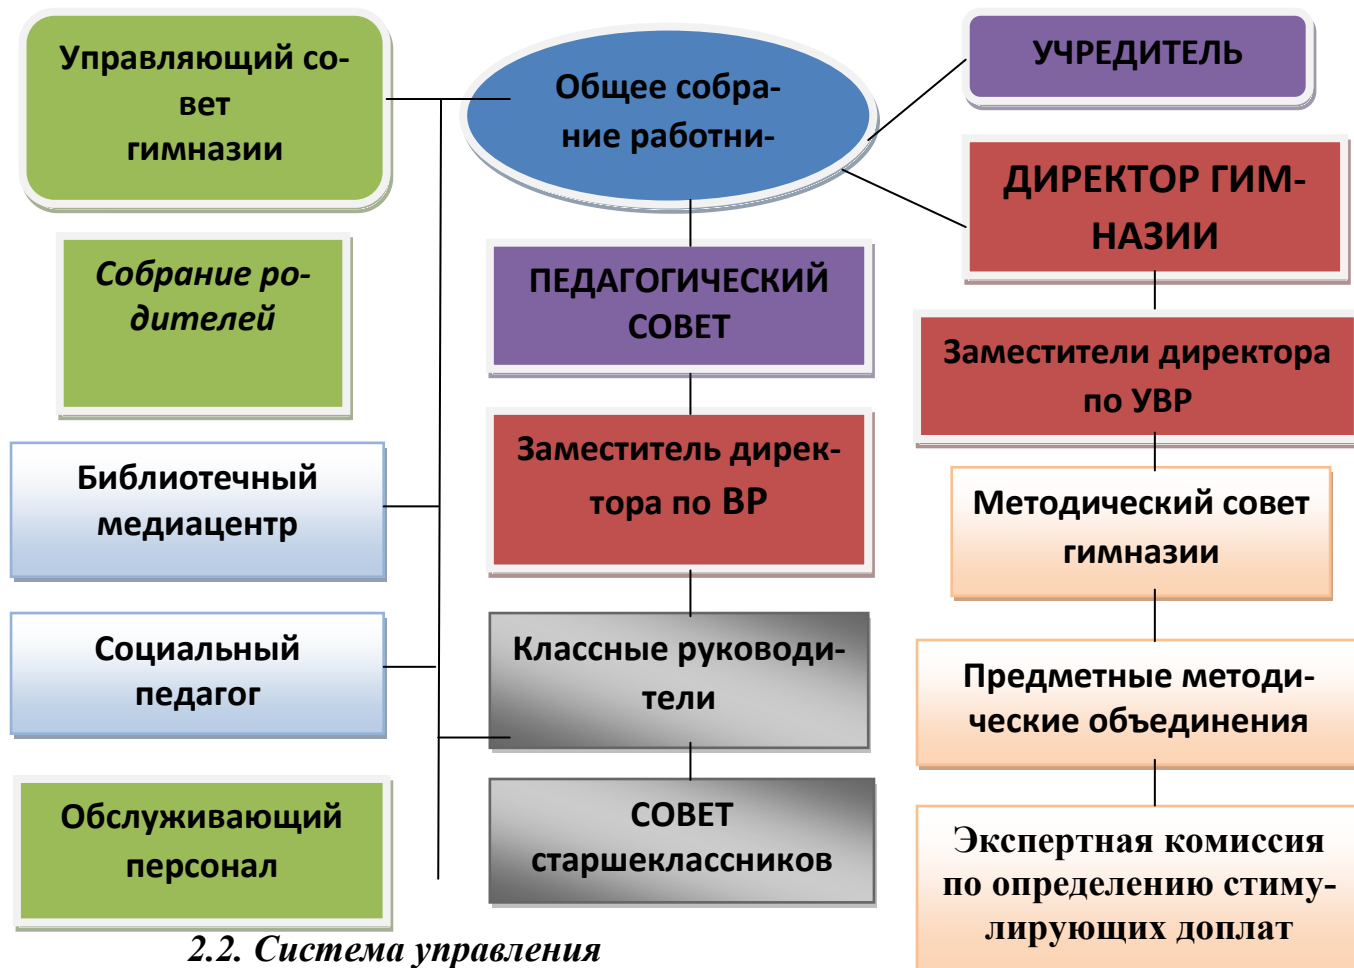 Управляющий со-
вет
гимназии
Общее собра-
ние работни-
УЧРЕДИТЕЛЬ
ДИРЕКТОР ГИМ-
НАЗИИ
Собрание ро-
дителей
ПЕДАГОГИЧЕСКИЙ
СОВЕТ
Заместители директора
по УВР
Библиотечный
медиацентр
Заместитель дирек-
тора по ВР
Методический совет
гимназии
Социальный
педагог
Классные руководи-
тели
Предметные методи-
ческие объединения
Обслуживающий
персонал
СОВЕТ
старшеклассников
Экспертная комиссия
по определению стиму-
лирующих доплат
2.2. Система управления